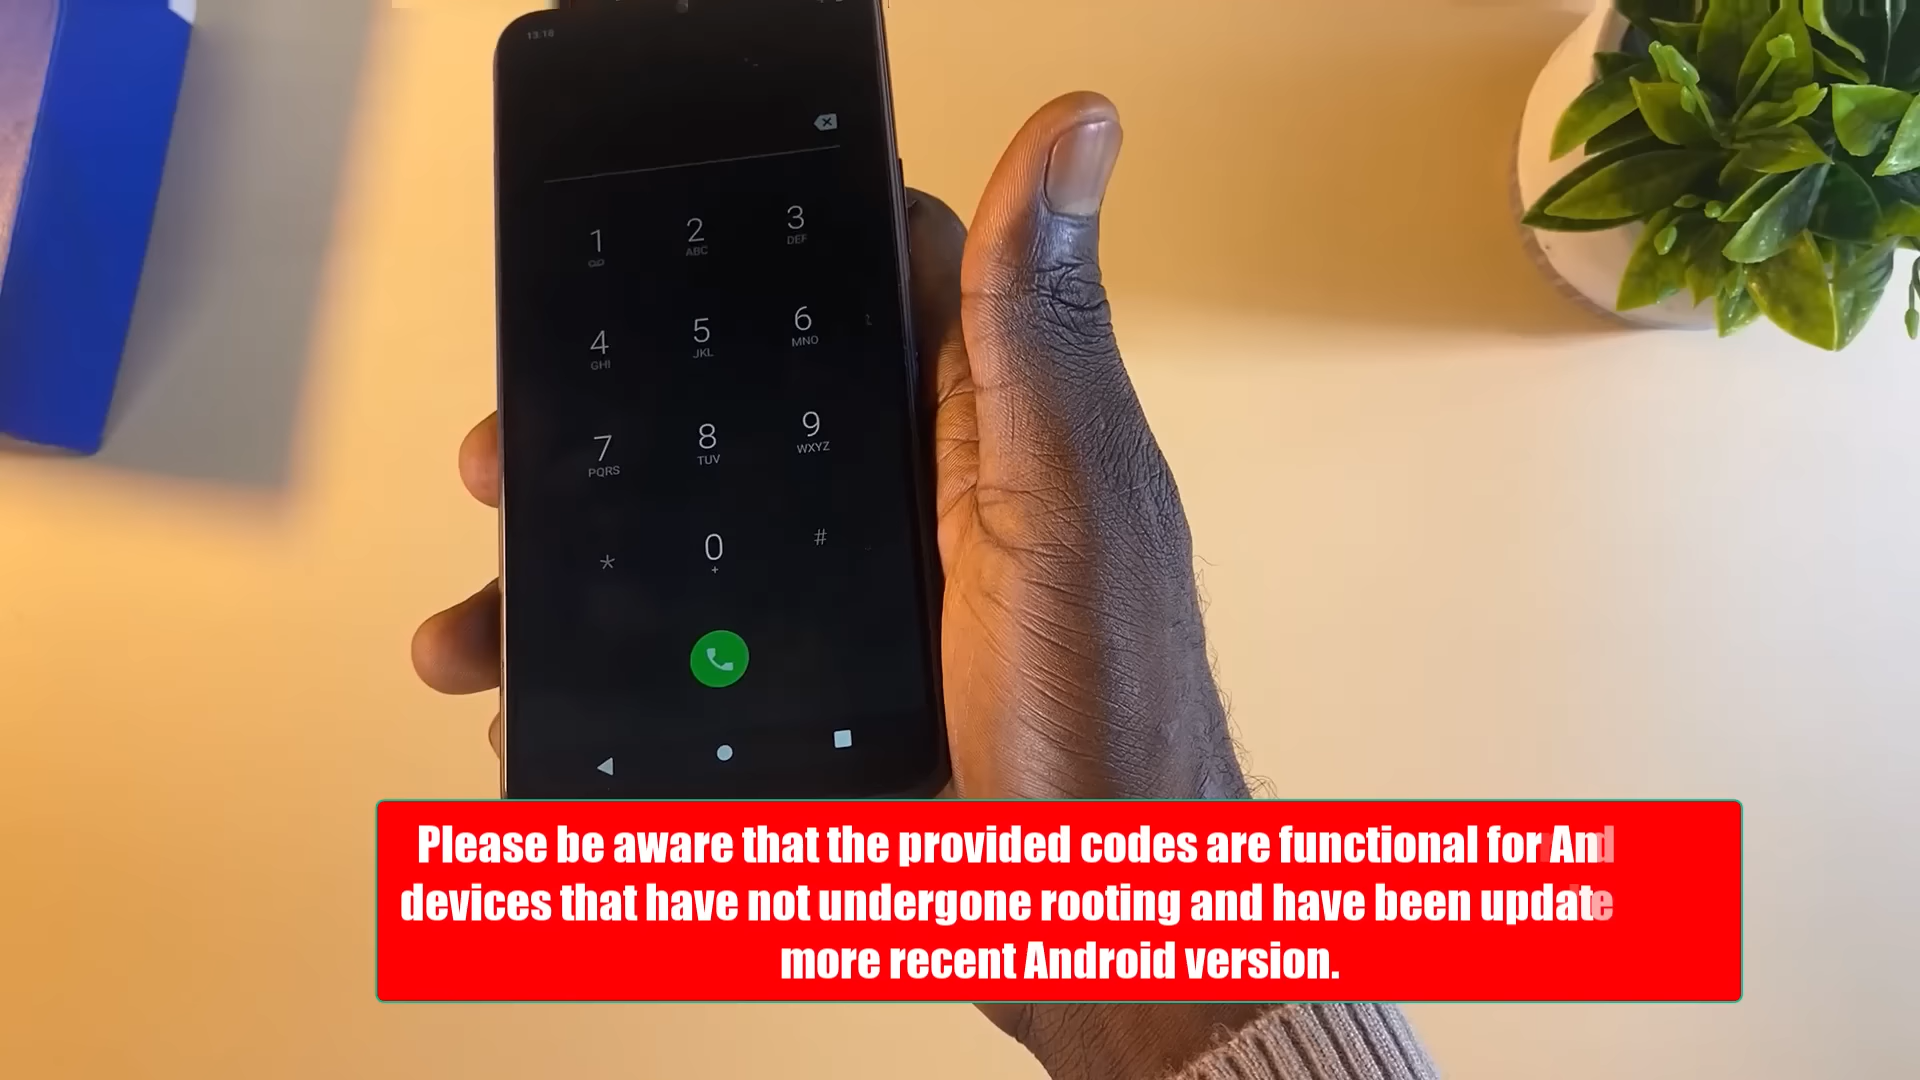 13:18
1 2 3
ABC DEF
4 5 6
GHI JKL MNO
7 8 9
PQRS TUV WXYZ
* 0 #
+
Please be aware that the provided codes are functional for
devices that have not undergone rooting and have been
more recent Android version.